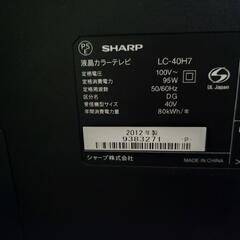 PS
E
SHARP
液晶カラーテレビ LC-40H7
定格電圧 100V~
定格消費電力 95W
定格周波数 50/60Hz
区分名 DG
受信機型サイズ 40V
年間消費電力量 80kWh/年
UL Japan
2012年製
9383271 -P-
シャープ株式会社
MADE IN CHINA